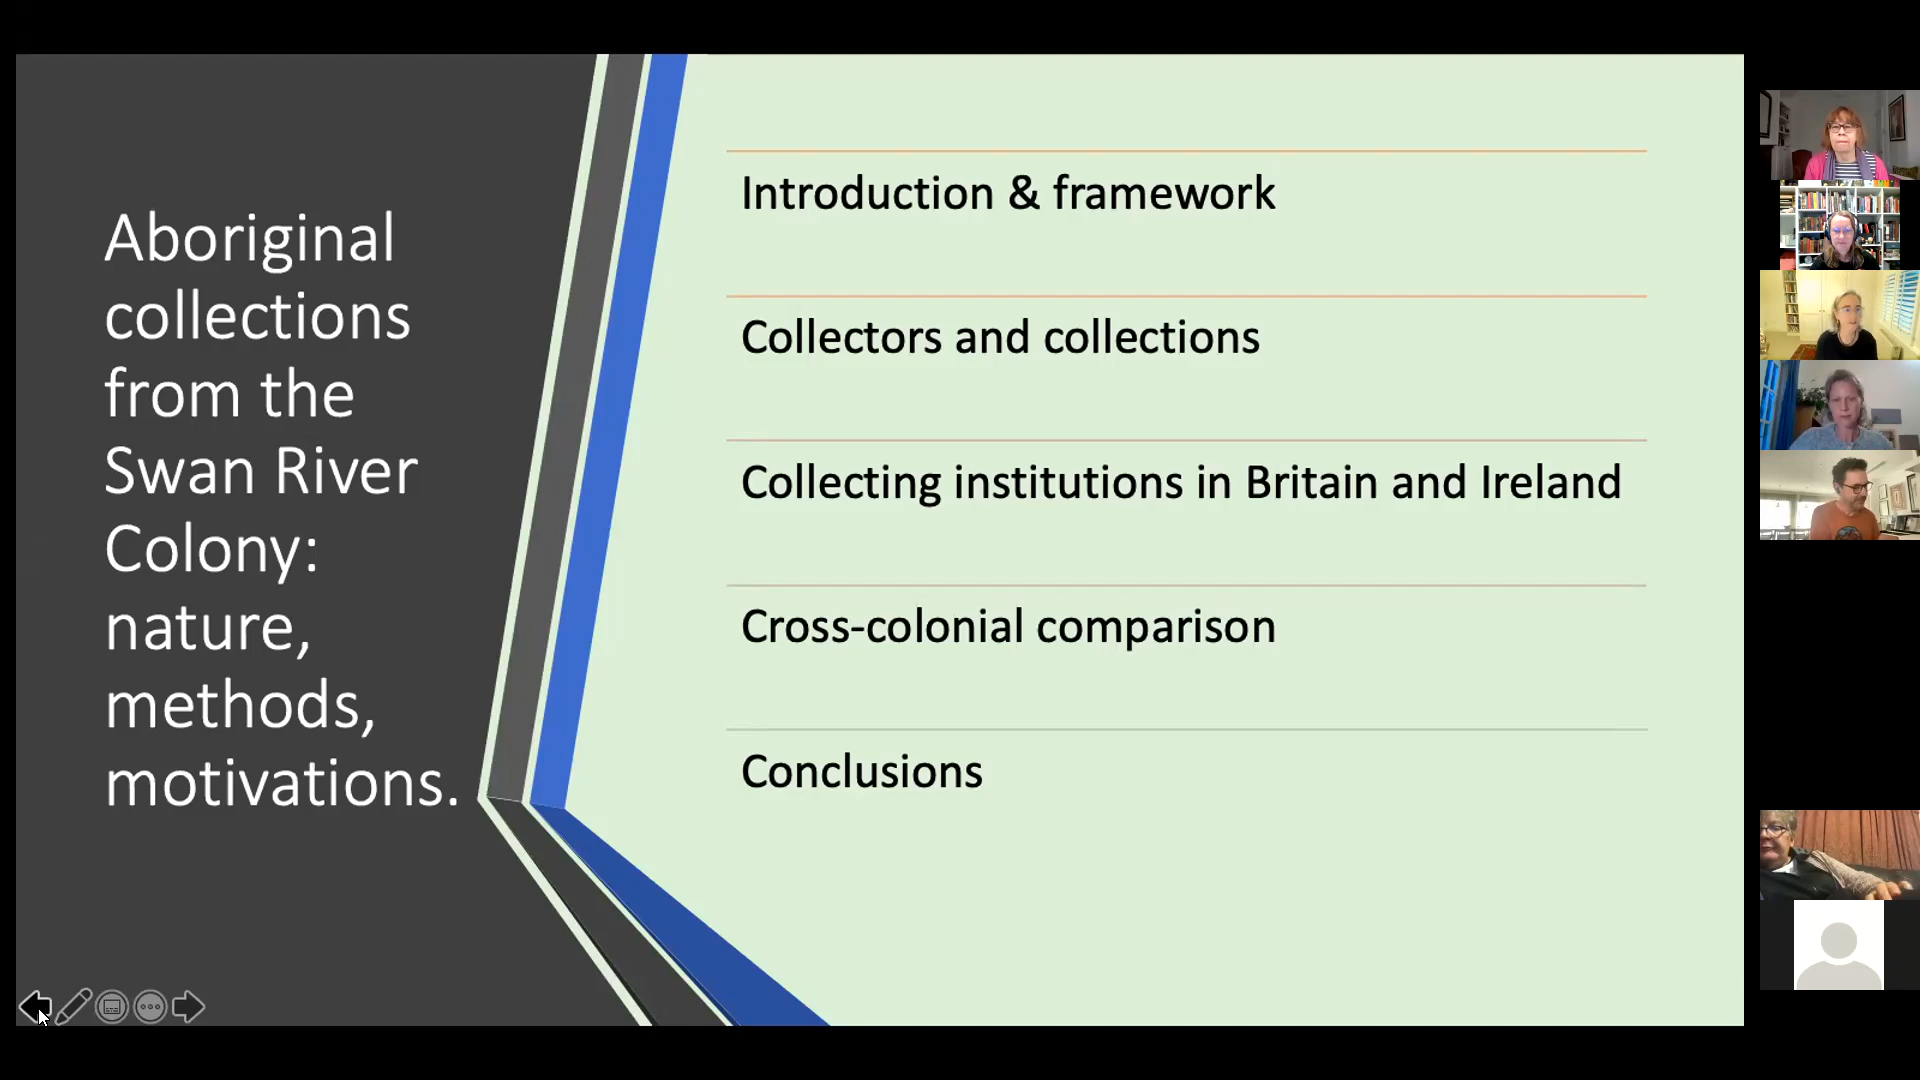 Aboriginal
collections
from the
Swan River
Colony:
nature,
methods,
motivations.
Introduction & framework
Collectors and collections
Collecting institutions in Britain and Ireland
Cross-colonial comparison
Conclusions